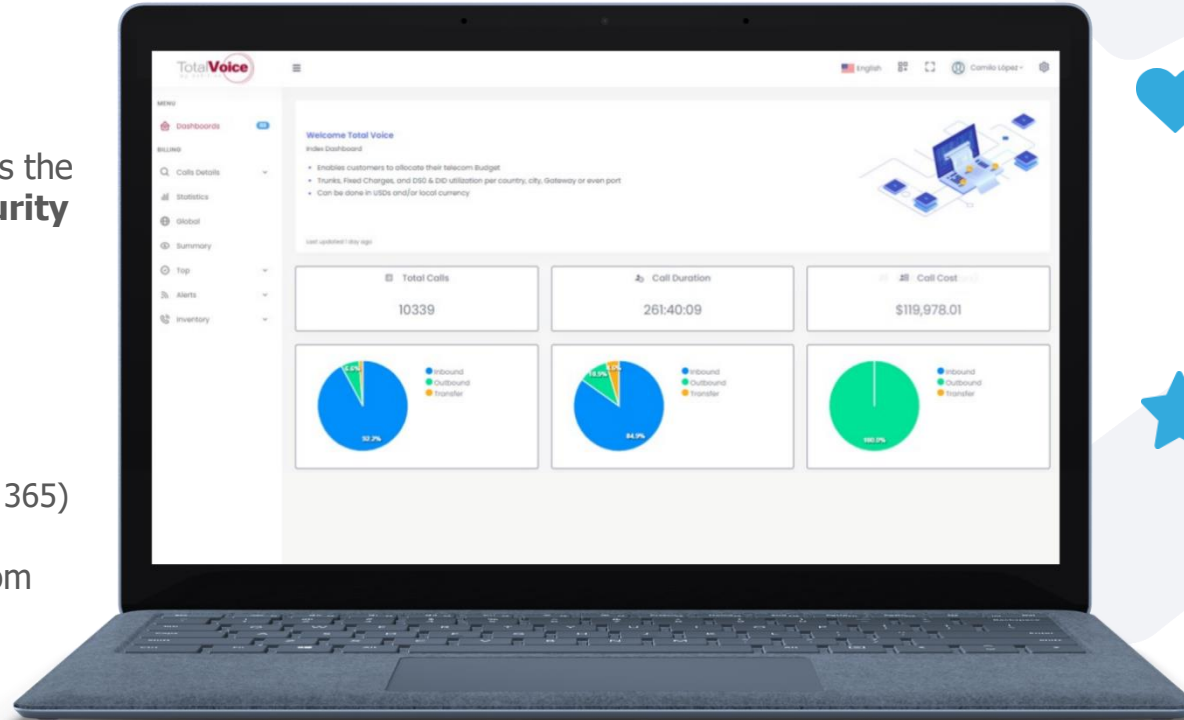 s the
urity
365)
om
TotalVoice
English
Camilo López
MENU
Dashboards
BILLING
Calls Details
Statistics
Global
Summary
Top
Alerts
Inventory
Welcome Total Voice
Index Dashboard
• Enables customers to allocate their telecom Budget
• Trunks, Fixed Charges, and DS0 & DID utilization per country, city, Gateway or even port
• Can be done in USDs and/or local currency
Last updated 1 day ago
Total Calls
10339
Call Duration
261:40:09
Call Cost
$119,978.01
Inbound
Outbound
Transfer
Inbound
Outbound
Transfer
84.9%
Inbound
Outbound
Transfer
100.0%